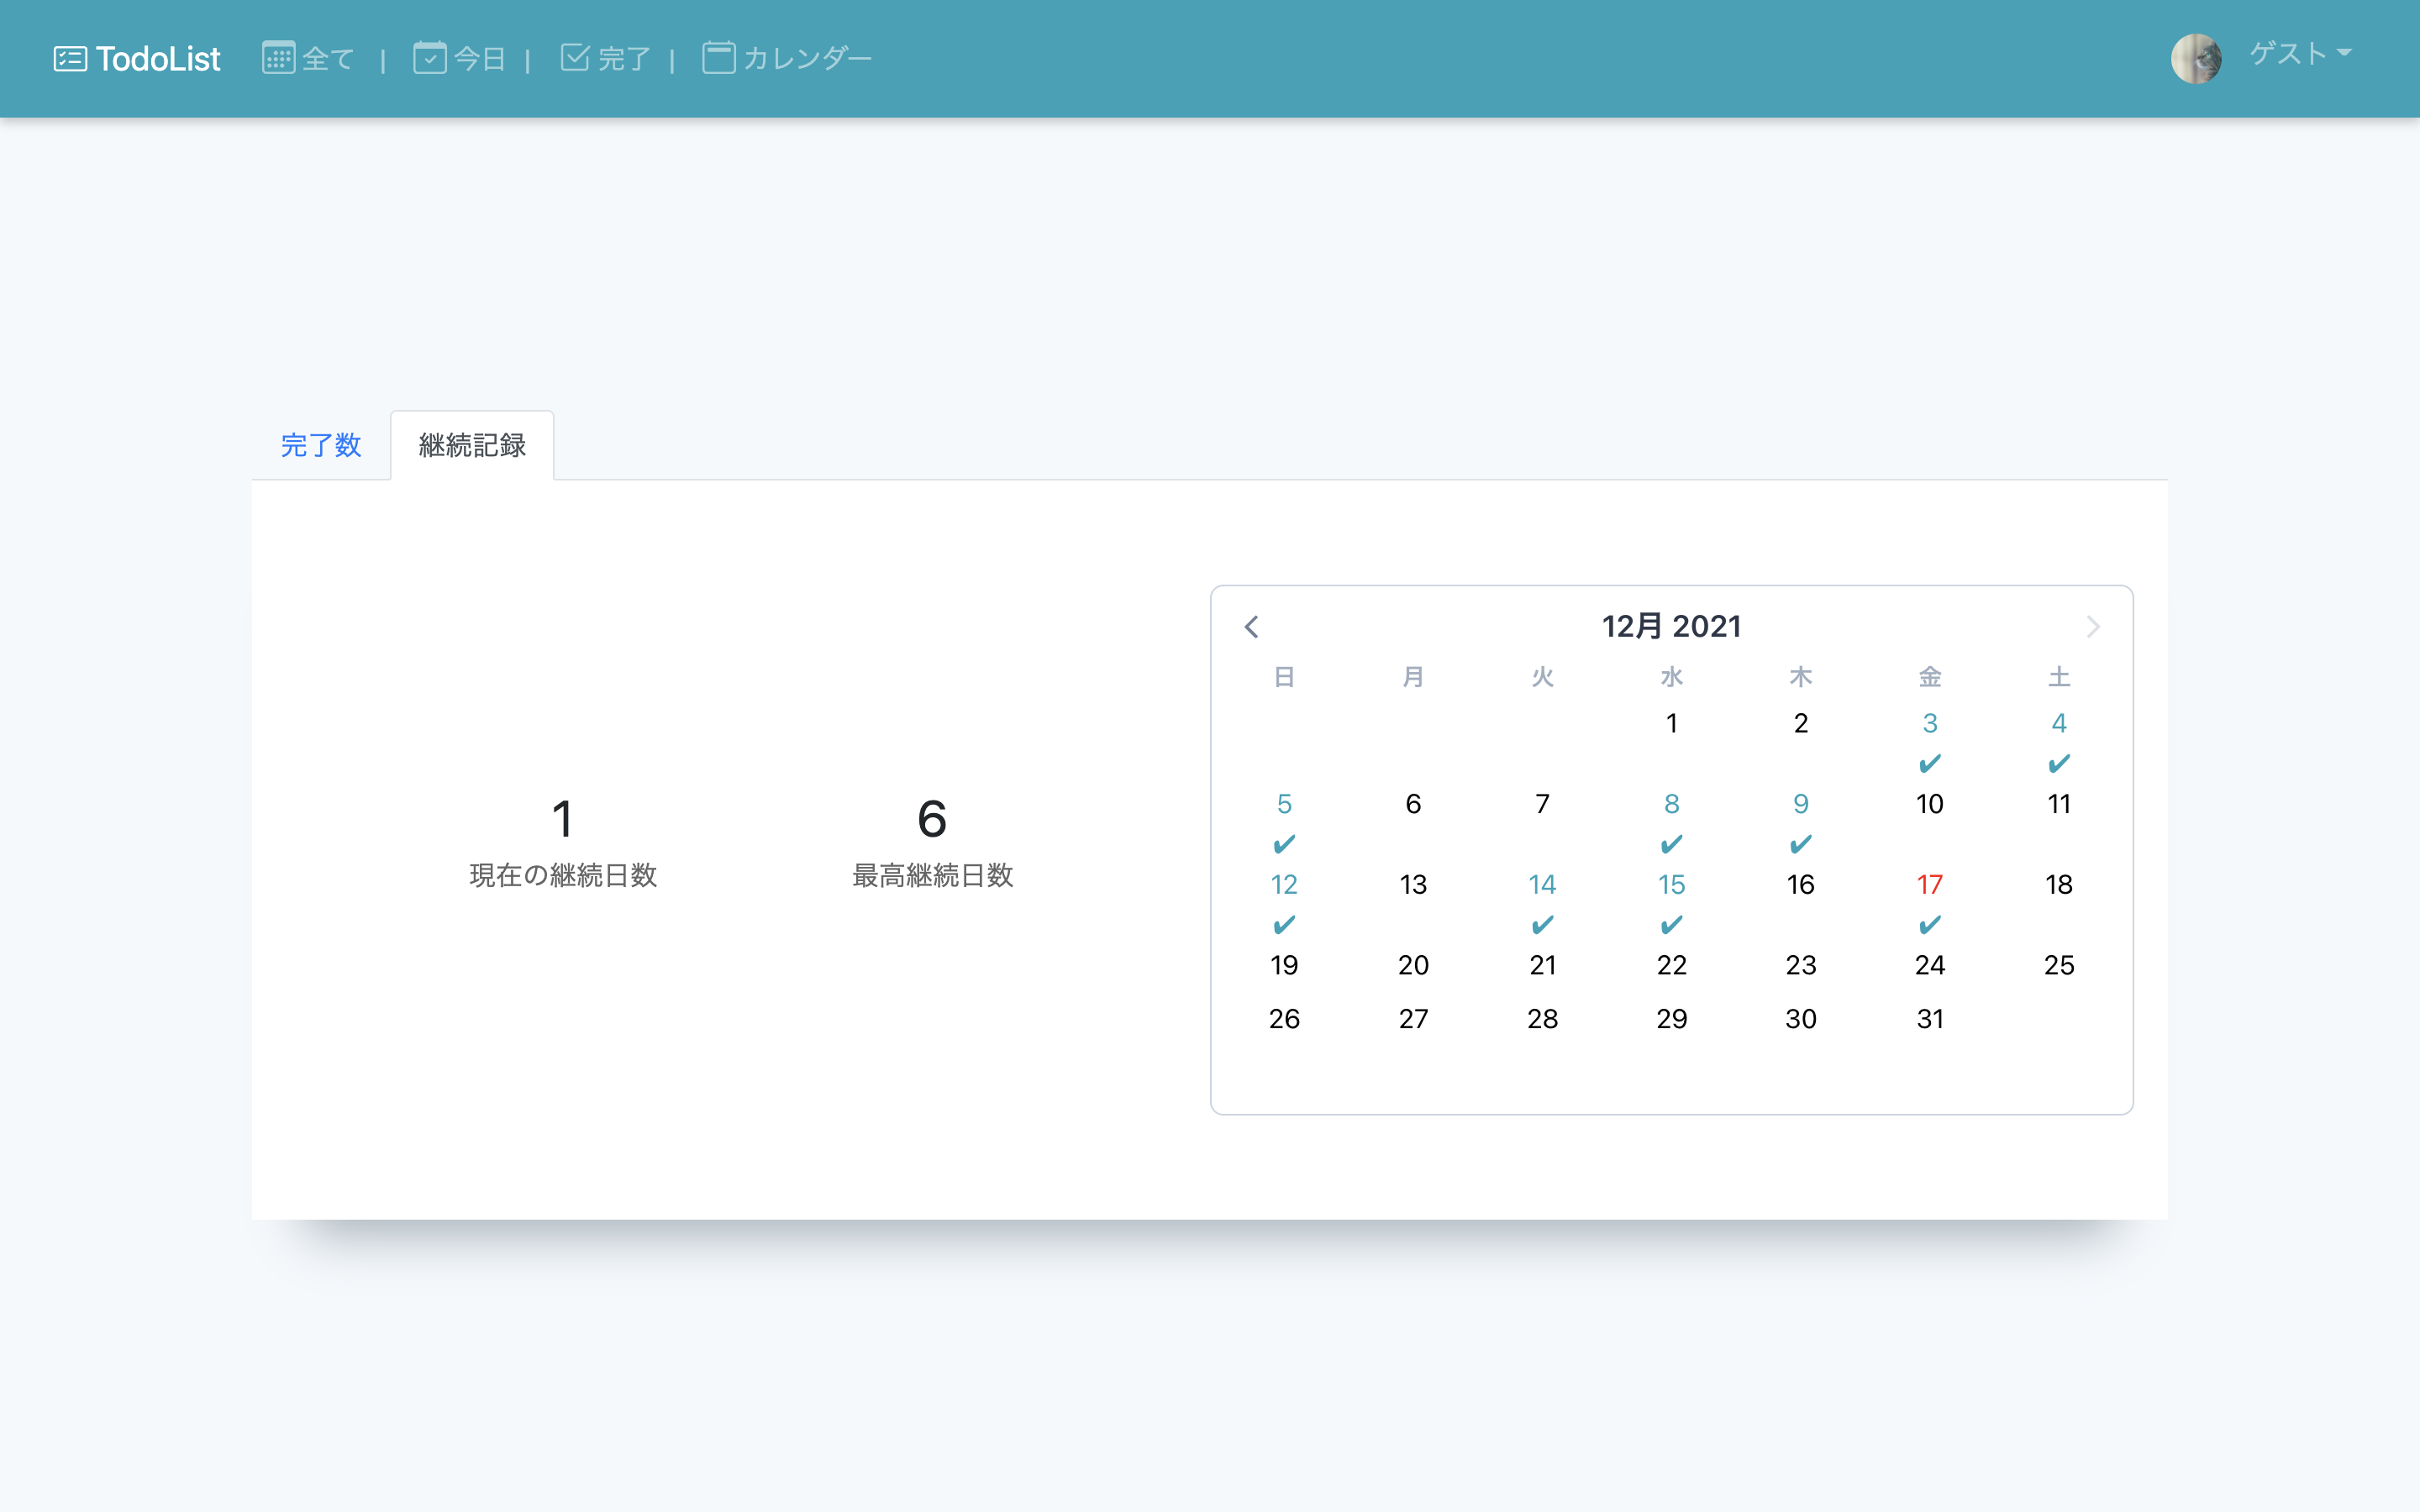 TodoList 全て | 今日 | 完了 | カレンダー ゲスト
完了数 継続記録
1
現在の継続日数
6
最高継続日数
12月 2021
日 月 火 水 木 金 土
1 2 3 4
✔ ✔
5 6 7 8 9 10 11
✔ ✔ ✔
12 13 14 15 16 17 18
✔ ✔ ✔ ✔
19 20 21 22 23 24 25
26 27 28 29 30 31